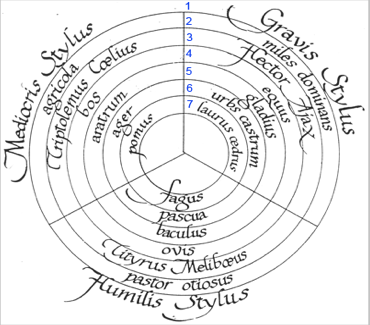 1
2
3
4
5
6
7
Mediocris Stylus
agricola
Triptolemus Cœlius
bos
aratrum
ager
pomus
Gravis Stylus
miles dominans
Hector Ajax
equus
gladius
urbs castrum
laurus cœdrus
fagus
pascua
baculus
ovis
Tityrus Melibœus
pastor otiosus
Humilis Stylus